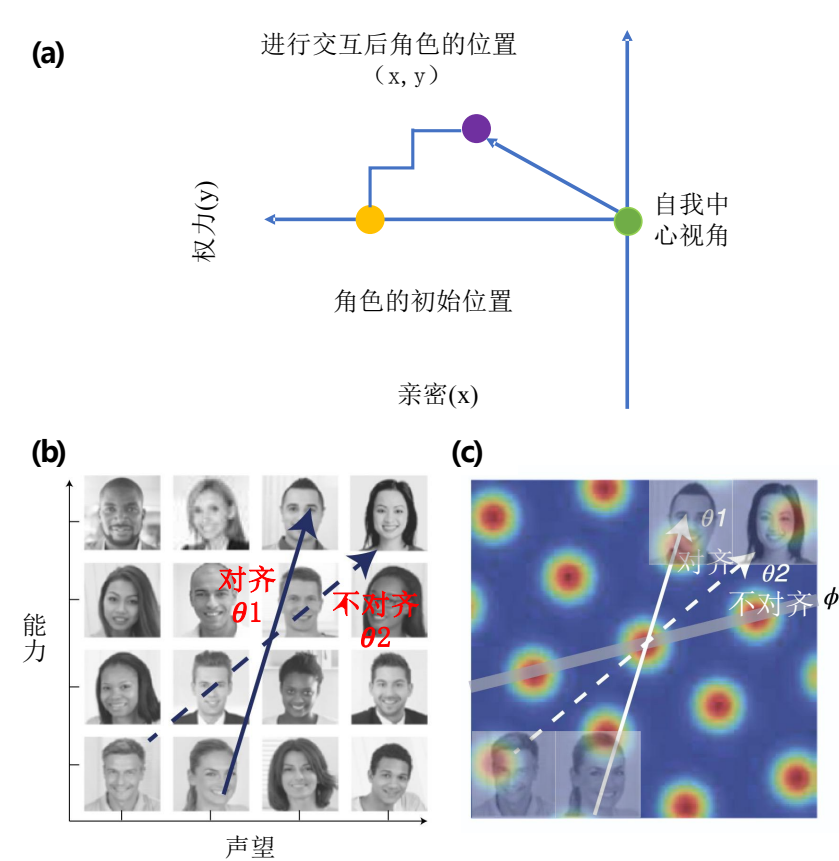 (a)
进行交互后角色的位置
（x,y）
权力(y)
自我中
心视角
角色的初始位置
亲密(x)
(b)
对齐
θ1
不对齐
θ2
能力
声望
(c)
θ1
对齐
θ2
不对齐
ϕ